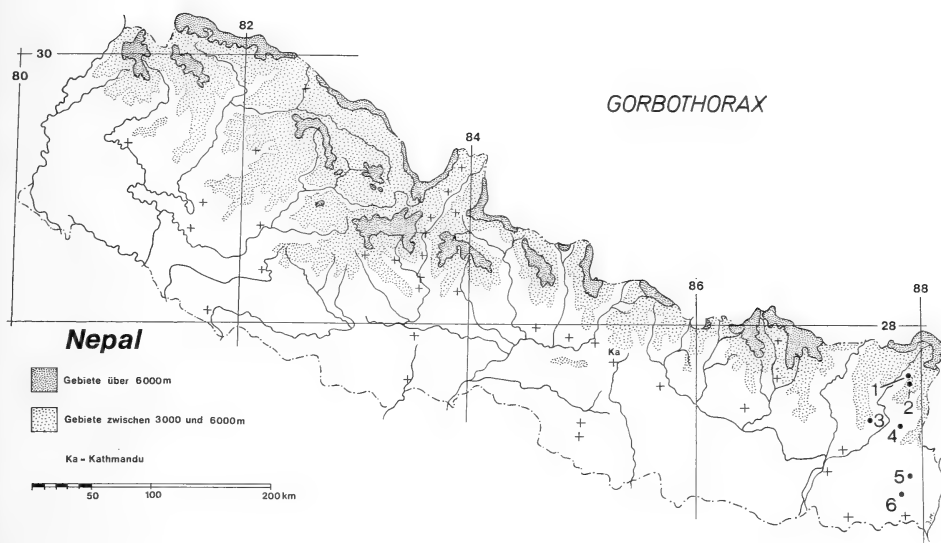 82
30
80
GORBOTHORAX
84
86
88
28
Nepal
Gebiete über 6000m
Gebiete zwischen 3000 und 6000m
Ka - Kathmandu
50 100 200 km
Ka
1
2
3
4
5
6